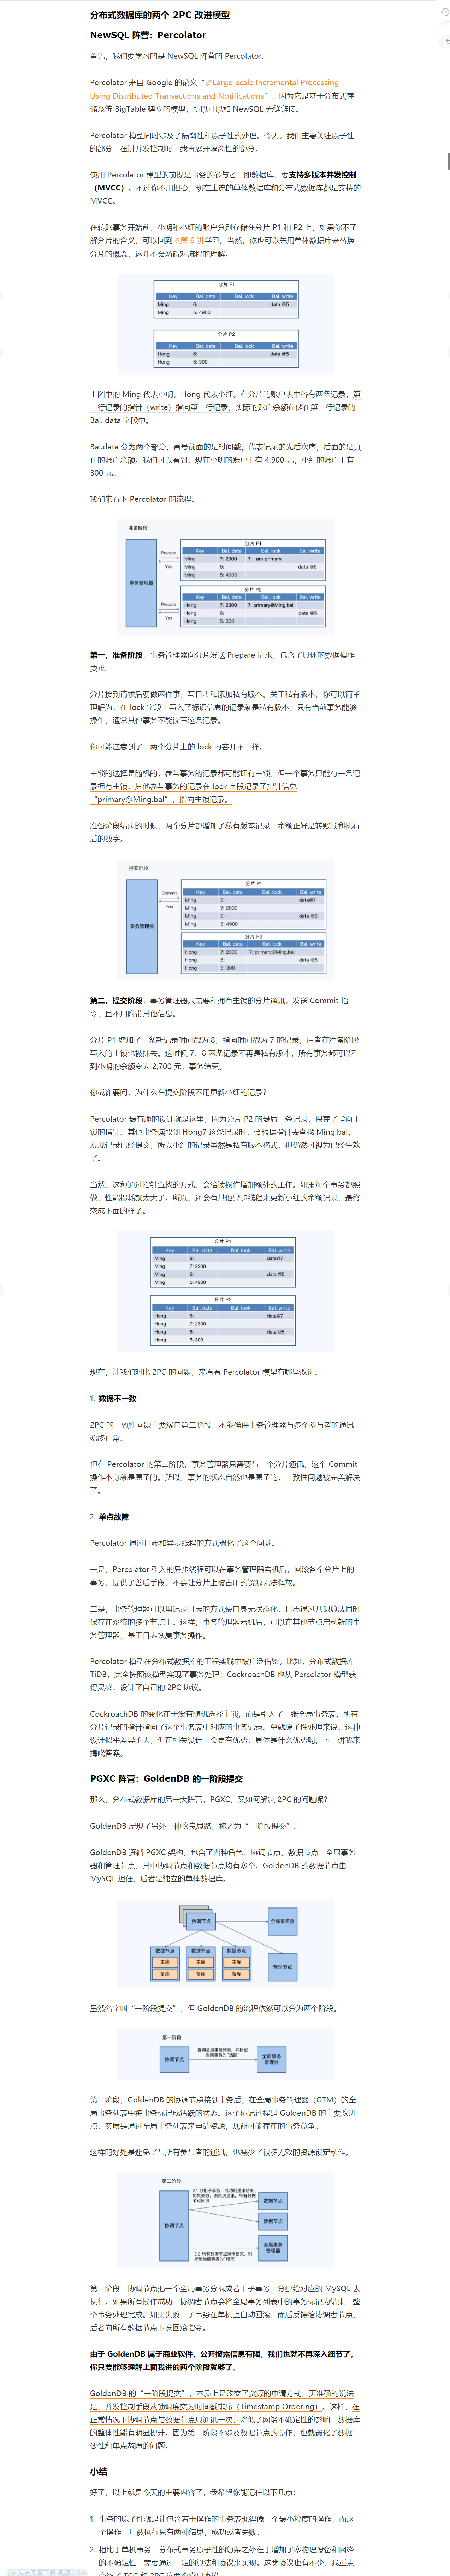 分布式数据库的两个 2PC 改进模型
NewSQL 阵营：Percolator
首先，我们要学习的是 NewSQL 阵营的 Percolator。
Percolator 来自 Google 的论文“Large-scale Incremental Processing
Using Distributed Transactions and Notifications”，因为它是基于分布式存
储系统 BigTable 建立的模型，所以可以和 NewSQL 无缝链接。
Percolator 模型同时涉及了隔离性和原子性的处理。今天，我们主要关注原子性
的部分，在讲并发控制时，我再展开隔离性的部分。
使用 Percolator 模型的前提是事务的参与者，即数据库，要支持多版本并发控制
（MVCC）。不过你不用担心，现在主流的单体数据库和分布式数据库都是支持的
MVCC。
在转账事务开始前，小明和小红的账户分别存储在分片 P1 和 P2 上。如果你不了
解分片的含义，可以回到第 6 讲学习。当然，你也可以先用单体数据库来替换
分片的概念，这并不会妨碍对流程的理解。
分片 P1
Key Bal. data Bal. lock Bal. write
Ming 6: data @5
Ming 5: 4900
分片 P2
Key Bal. data Bal. lock Bal. write
Hong 6: data @5
Hong 5: 300
上图中的 Ming 代表小明，Hong 代表小红。在分片的账户表中各有两条记录，第
一行记录的指针（write）指向第二行记录，实际的账户余额存储在第二行记录的
Bal. data 字段中。
Bal.data 分为两个部分，冒号前面的是时间戳，代表记录的先后次序；后面的是真
正的账户余额。我们可以看到，现在小明的账户上有 4,900 元，小红的账户上有
300 元。
我们来看下 Percolator 的流程。
准备阶段
分片 P1
Key Bal. data Bal. lock Bal. write
Prepare
Ming 7: 2900 7: I am primary
Yes
Ming 6: data @5
Ming 5: 4900
事务管理器
分片 P2
Key Bal. data Bal. lock Bal. write
Prepare
Hong 7: 2300 7: primary@Ming.bal
Yes
Hong 6: data @5
Hong 5: 300
第一，准备阶段，事务管理器向分片发送 Prepare 请求，包含了具体的数据操作
要求。
分片接到请求后要做两件事，写日志和添加私有版本。关于私有版本，你可以简单
理解为，在 lock 字段上写入了标识信息的记录就是私有版本，只有当前事务能够
操作，通常其他事务不能读写这条记录。
你可能注意到了，两个分片上的 lock 内容并不一样。
主锁的选择是随机的，参与事务的记录都可能拥有主锁，但一个事务只能有一条记
录拥有主锁，其他参与事务的记录在 lock 字段记录了指针信息
“primary@Ming.bal”，指向主锁记录。
准备阶段结束的时候，两个分片都增加了私有版本记录，余额正好是转账顺利执行
后的数字。
提交阶段
分片 P1
Key Bal. data Bal. lock Bal. write
Commit
Ming 8: data@7
Yes
Ming 7: 2900
Ming 6: data @5
事务管理器
Ming 5: 4900
分片 P2
Key Bal. data Bal. lock Bal. write
Hong 7: 2300 7: primary@Ming.bal
Hong 6: data @5
Hong 5: 300
第二，提交阶段，事务管理器只需要和拥有主锁的分片通讯，发送 Commit 指
令，且不用附带其他信息。
分片 P1 增加了一条新记录时间戳为 8，指向时间戳为 7 的记录，后者在准备阶段
写入的主锁也被抹去。这时候 7、8 两条记录不再是私有版本，所有事务都可以看
到小明的余额变为 2,700 元，事务结束。
你或许要问，为什么在提交阶段不用更新小红的记录？
Percolator 最有趣的设计就是这里，因为分片 P2 的最后一条记录，保存了指向主
锁的指针。其他事务读取到 Hong7 这条记录时，会根据指针去查找 Ming.bal，
发现记录已经提交，所以小红的记录虽然是私有版本格式，但仍然可视为已经生效
了。
当然，这种通过指针查找的方式，会给读操作增加额外的工作。如果每个事务都照
做，性能损耗就太大了。所以，还会有其他异步线程来更新小红的余额记录，最终
变成下面的样子。
分片 P1
Key Bal. data Bal. lock Bal. write
Ming 8: data@7
Ming 7: 2900
Ming 6: data @5
Ming 5: 4900
分片 P2
Key Bal. data Bal. lock Bal. write
Hong 8: data@7
Hong 7: 2300
Hong 6: data @5
Hong 5: 300
现在，让我们对比 2PC 的问题，来看看 Percolator 模型有哪些改进。
1. 数据不一致
2PC 的一致性问题主要缘自第二阶段，不能确保事务管理器与多个参与者的通讯
始终正常。
但在 Percolator 的第二阶段，事务管理器只需要与一个分片通讯，这个 Commit
操作本身就是原子的。所以，事务的状态自然也是原子的，一致性问题被完美解决
了。
2. 单点故障
Percolator 通过日志和异步线程的方式弱化了这个问题。
一是，Percolator 引入的异步线程可以在事务管理器宕机后，回滚各个分片上的
事务，提供了善后手段，不会让分片上被占用的资源无法释放。
二是，事务管理器可以用记录日志的方式使自身无状态化，日志通过共识算法同时
保存在系统的多个节点上。这样，事务管理器宕机后，可以在其他节点启动新的事
务管理器，基于日志恢复事务操作。
Percolator 模型在分布式数据库的工程实践中被广泛借鉴。比如，分布式数据库
TiDB，完全按照该模型实现了事务处理；CockroachDB 也从 Percolator 模型获
得灵感，设计了自己的 2PC 协议。
CockroachDB 的变化在于没有随机选择主锁，而是引入了一张全局事务表，所有
分片记录的指针指向了这个事务表中对应的事务记录。单就原子性处理来说，这种
设计似乎差异不大，但在相关设计上会更有优势，具体是什么优势呢，下一讲我来
揭晓答案。
PGXC 阵营：GoldenDB 的一阶段提交
那么，分布式数据库的另一大阵营，PGXC，又如何解决 2PC 的问题呢？
GoldenDB 展现了另外一种改良思路，称之为“一阶段提交”。
GoldenDB 遵循 PGXC 架构，包含了四种角色：协调节点、数据节点、全局事务
器和管理节点，其中协调节点和数据节点均有多个。GoldenDB 的数据节点由
MySQL 担任，后者是独立的单体数据库。
协调节点 全局事务器
数据节点 数据节点 数据节点
主库 主库 主库 管理节点
备库 备库 备库
虽然名字叫“一阶段提交”，但 GoldenDB 的流程依然可以分为两个阶段。
第一阶段
查询全局事务列表，并标记
当前事务为“活跃”
协调节点 全局事务
管理器
第一阶段，GoldenDB 的协调节点接到事务后，在全局事务管理器（GTM）的全
局事务列表中将事务标记成活跃的状态。这个标记过程是 GoldenDB 的主要改进
点，实质是通过全局事务列表来申请资源，规避可能存在的事务竞争。
这样的好处是避免了与所有参与者的通讯，也减少了很多无效的资源锁定动作。
第二阶段
2.1 分配子事务，成功则通讯结束。
如果失败，则再次通讯，所有数据
节点回滚
数据节点
协调节点
数据节点
全局事务
管理器
2.2 所有数据节点操作结束，则
标记当前事务为“结束”
第二阶段，协调节点把一个全局事务分拆成若干子事务，分配给对应的 MySQL 去
执行。如果所有操作成功，协调者节点会将全局事务列表中的事务标记为结束，整
个事务处理完成。如果失败，子事务在单机上自动回滚，而后反馈给协调者节点，
后者向所有数据节点下发回滚指令。
由于 GoldenDB 属于商业软件，公开披露信息有限，我们也就不再深入细节了，
你只要能够理解上面我讲的两个阶段就够了。
GoldenDB 的“一阶段提交”，本质上是改变了资源的申请方式，更准确的说法
是，并发控制手段从锁调度变为时间戳排序（Timestamp Ordering）。这样，在
正常情况下协调节点与数据节点只通讯一次，降低了网络不确定性的影响，数据库
的整体性能有明显提升。因为第一阶段不涉及数据节点的操作，也就弱化了数据一
致性和单点故障的问题。
小结
好了，以上就是今天的主要内容了，我希望你能记住以下几点：
1. 事务的原子性就是让包含若干操作的事务表现得像一个最小粒度的操作，而这
个操作一旦被执行只有两种结果，成功或者失败。
2. 相比于单机事务，分布式事务原子性的复杂之处在于增加了多物理设备和网络
的不确定性，需要通过一定的算法和协议来实现。这类协议也有不少，我重点